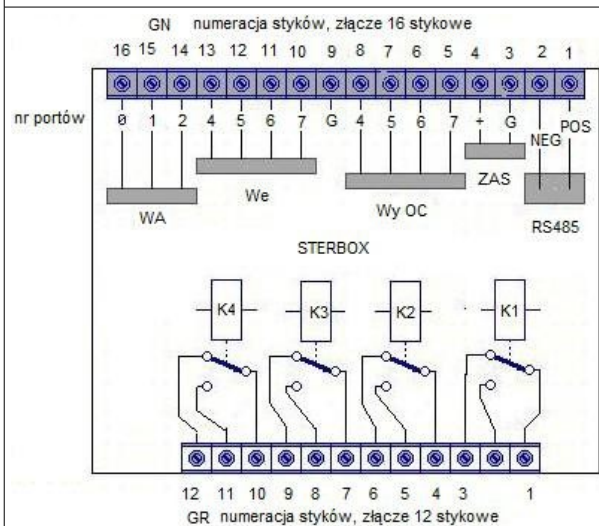 GN numeracja styków, złącze 16 stykowe
16 15 14 13 12 11 10 9 8 7 6 5 4 3 2 1
nr portów 0 1 2 4 5 6 7 G 4 5 6 7 + G NEG POS
WA We Wy OC ZAS RS485
STERBOX
K4 K3 K2 K1
12 11 10 9 8 7 6 5 4 3 1
GR numeracja styków, złącze 12 stykowe